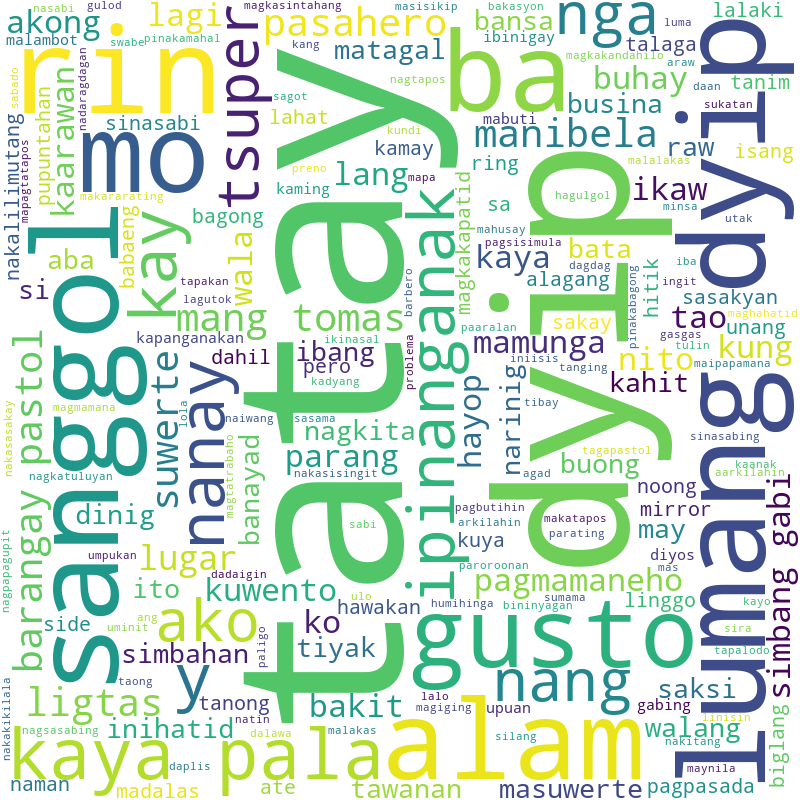 nasabi
gulod
magkasintahang
masisikip
bakasyon
luma
lalaki
akong
lagi
pasahero
bansa
nga
malambot
swabe
pinakamahal
kang
matagal
ibinigay
talaga
magkakandahilo
araw
sabado
rin
nadaragdagan
tsuper
nagtapos
ba
buhay
daan
tanim
sinasabi
lahat
sagot
kundi
mabuti
busina
sukatan
mo
kamay
manibela
raw
isang
nakalilimutang
mapagtatapos
pupuntahan
kaarawan
makararating
kaming
preno
lang
mapa
ring
malalakas
ikaw
minsa
hagulgol
babaeng
bagong
sa
mahusay
utak
magkakapatid
aba
kay
wala
tatay
barbero
pagsisimula
kaya
bata
iba
si
tapakan
dagdag
alagang
pinakabagong
hitik
ingit
sasakyan
lagutok
mang tomas
paaralan
sakay
tao
maghahatid
unang
sanggol
kapanganakan
ikinasal
gasgas
tulin
dahil
ibang
problema
ipinanganak
mamunga
iniisis
nito
kung
barangay pastol
suwerte
pero
tanging
maipapamana
nanay
kadyang
hayop
narinig
dyip
kahit
lumang dyip
magmamana
lola
naiwang
sasama
tibay
nakasasakay
nagkita
tagapastol
sinasabing
nagkatuluyan
magtatrabaho
banayad
parang
agad
buong
kaanak
aarkilahin
nakasisingit
noong
dinig
sabi
pagbutihin
makatapos
mirror
simbang gabi
nagpapagupit
umpukan
arkilahin
parating
may
lugar
kuya
diyos
dadaigin
paroroonan
mas
ito
kuwento
ulo
pagmamaneho
side
ang
ako
hawakan
humihinga
bininyagan
sumama
linggo
kayo
uminit
ko
gusto
sira
simbahan
paligo
tiyak
tapalodo
taong
y
nang
nakakikilala
ligtas
tanong
natin
bakit
lalo
magiging
upuan
saksi
gabing
inihatid
biglang
nagsasabing
dalawa
malakas
silang
walang
linisin
kaya pala
alam
nakitang
daplis
maynila
naman
madalas
ate
tawanan
masuwerte
pagpasada